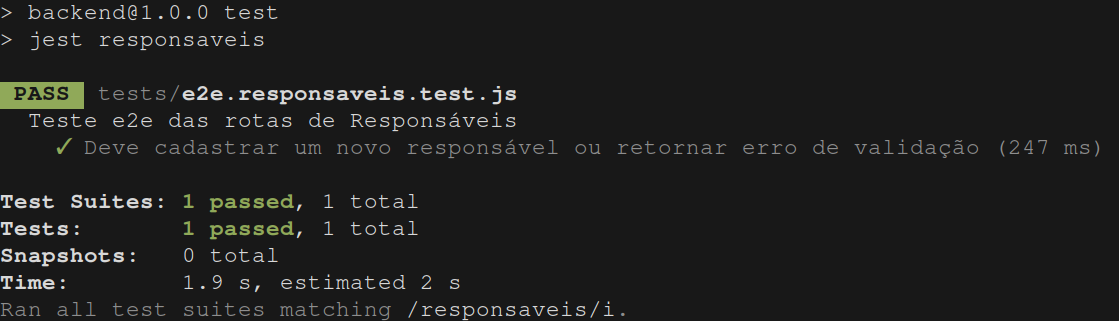 > backend@1.0.0 test
> jest responsaveis
PASS tests/e2e.responsaveis.test.js
Teste e2e das rotas de Responsáveis
✓ Deve cadastrar um novo responsável ou retornar erro de validação (247 ms)
Test Suites: 1 passed, 1 total
Tests: 1 passed, 1 total
Snapshots: 0 total
Time: 1.9 s, estimated 2 s
Ran all test suites matching /responsaveis/i.